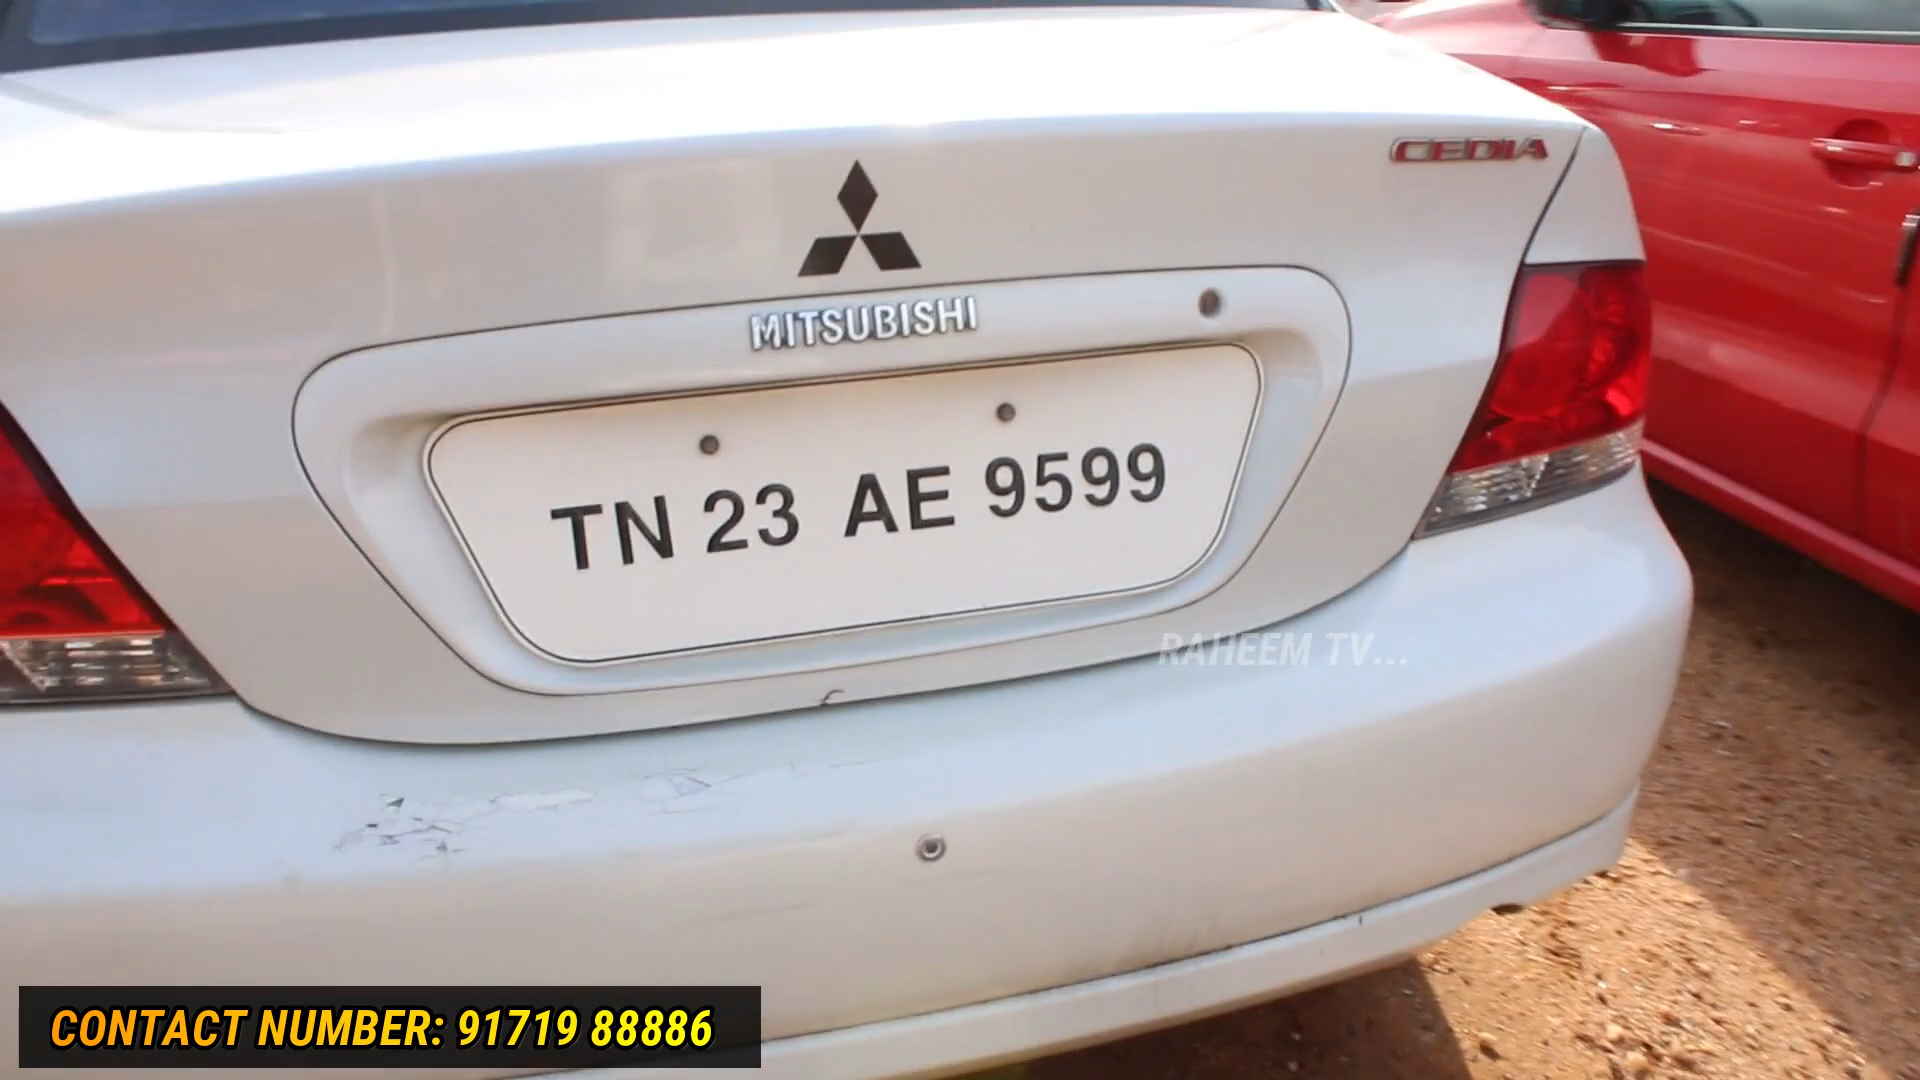 CEDIA
MITSUBISHI
TN 23 AE 9599
RAHEEM TV...
CONTACT NUMBER: 91719 88886